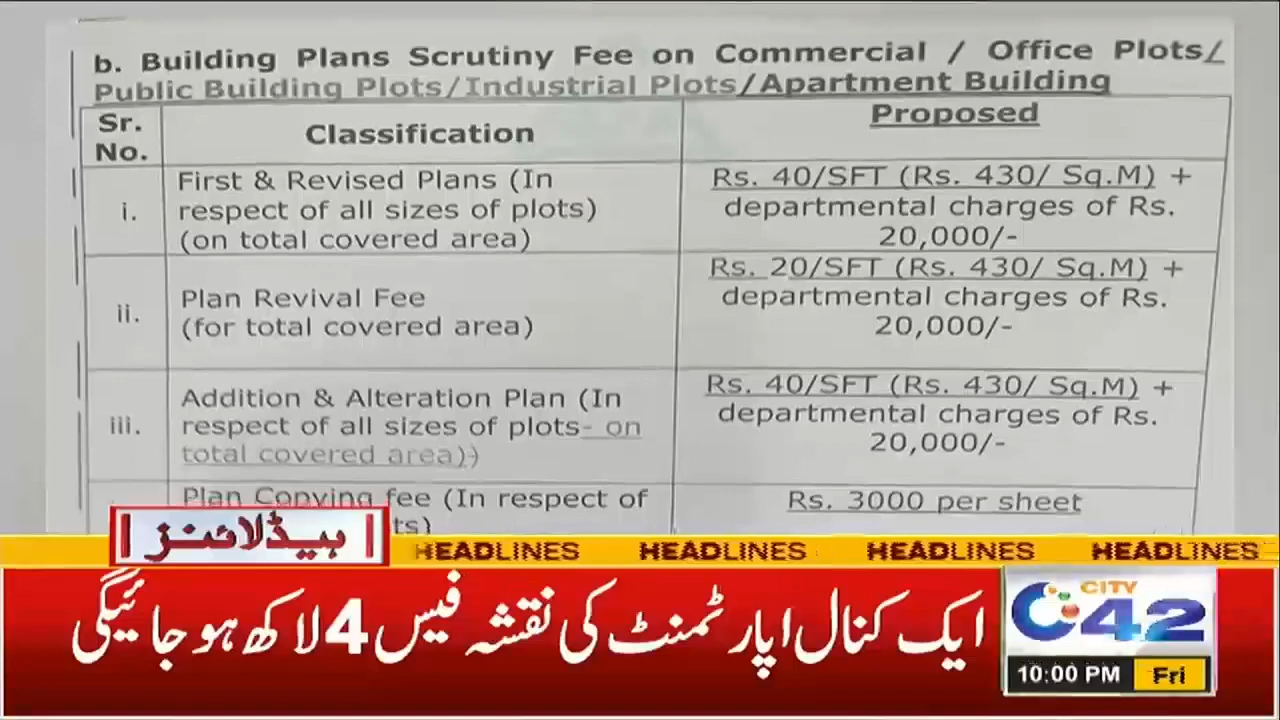 b. Building Plans Scrutiny Fee on Commercial / Office Plots/
Public Building Plots/Industrial Plots/Apartment Building
Sr. No.
Classification
Proposed
i.
First & Revised Plans (In
respect of all sizes of plots)
(on total covered area)
Rs. 40/SFT (Rs. 430/ Sq.M) +
departmental charges of Rs.
20,000/-
ii.
Plan Revival Fee
(for total covered area)
Rs. 20/SFT (Rs. 430/ Sq.M) +
departmental charges of Rs.
20,000/-
iii.
Addition & Alteration Plan (In
respect of all sizes of plots- on
total covered area))
Rs. 40/SFT (Rs. 430/ Sq.M) +
departmental charges of Rs.
20,000/-
Plan Copying fee (In respect of
Rs. 3000 per sheet
ہیڈلائنز
HEADLINES HEADLINES HEADLINES HEADLINES
ایک کنال اپارٹمنٹ کی نقشہ فیس 4 لاکھ ہو جائیگی
CITY
42
10:00 PM Fri